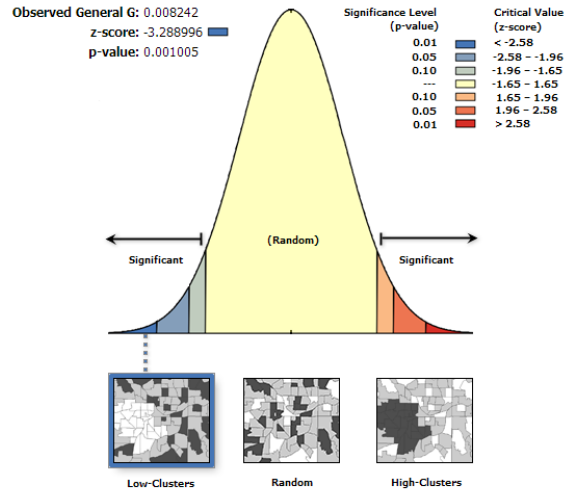 Observed General G: 0.008242
z-score: -3.288996
p-value: 0.001005
Significance Level
(p-value)
Critical Value
(z-score)
0.01 < -2.58
0.05 -2.58 – -1.96
0.10 -1.96 – -1.65
--- -1.65 – 1.65
0.10 1.65 – 1.96
0.05 1.96 – 2.58
0.01 > 2.58
(Random)
Significant Significant
Low-Clusters Random High-Clusters